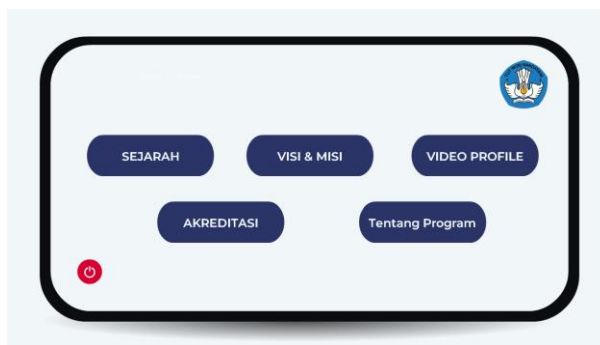 SEJARAH
VISI & MISI
VIDEO PROFILE
AKREDITASI
Tentang Program